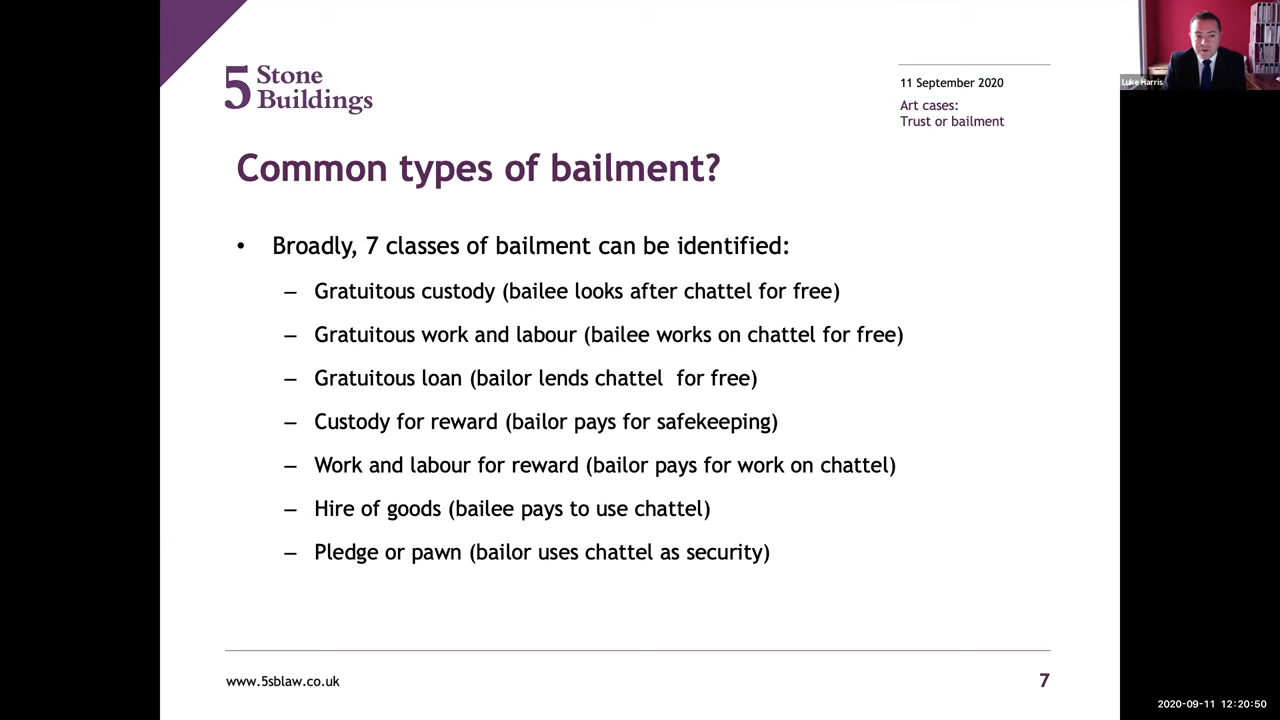 5 Stone
Buildings
11 September 2020
Art cases:
Trust or bailment
Luke Harris
Common types of bailment?
• Broadly, 7 classes of bailment can be identified:
– Gratuitous custody (bailee looks after chattel for free)
– Gratuitous work and labour (bailee works on chattel for free)
– Gratuitous loan (bailor lends chattel for free)
– Custody for reward (bailor pays for safekeeping)
– Work and labour for reward (bailor pays for work on chattel)
– Hire of goods (bailee pays to use chattel)
– Pledge or pawn (bailor uses chattel as security)
www.5sblaw.co.uk
7
2020-09-11 12:20:50